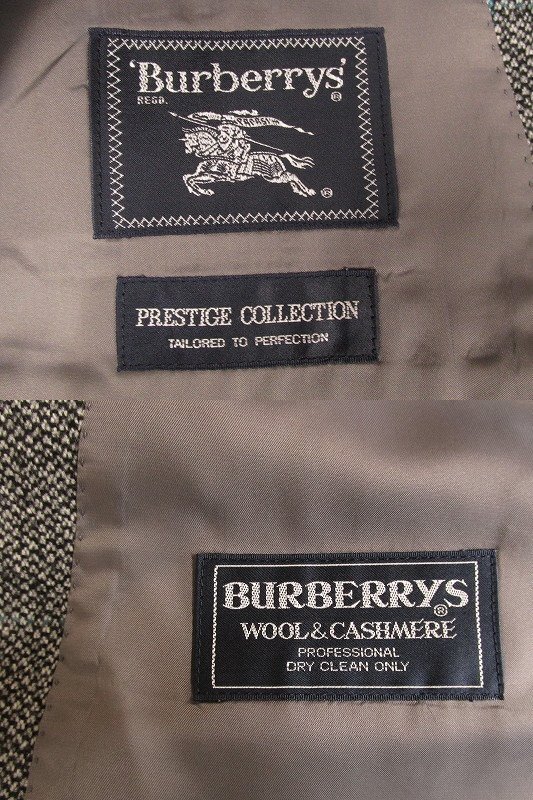 'Burberrys'
REGD. ®
®
PRESTIGE COLLECTION
TAILORED TO PERFECTION
BURBERRYS®
WOOL & CASHMERE
PROFESSIONAL
DRY CLEAN ONLY